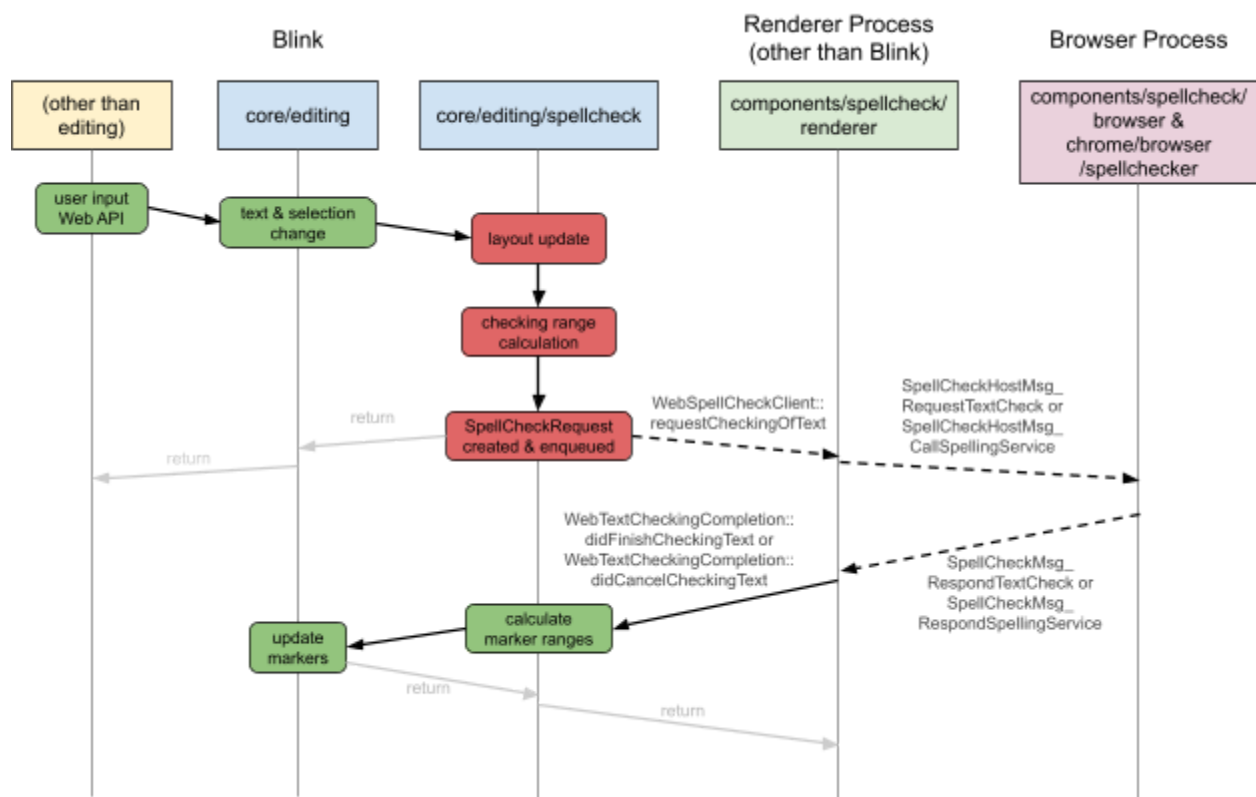 Blink
Renderer Process
(other than Blink)
Browser Process
(other than
editing)
core/editing
core/editing/spellcheck
components/spellcheck/
renderer
components/spellcheck/
browser &
chrome/browser
/spellchecker
user input
Web API
text & selection
change
layout update
checking range
calculation
SpellCheckRequest
created & enqueued
return
return
WebSpellCheckClient::
requestCheckingOfText
SpellCheckHostMsg_
RequestTextCheck or
SpellCheckHostMsg_
CallSpellingService
WebTextCheckingCompletion::
didFinishCheckingText or
WebTextCheckingCompletion::
didCancelCheckingText
SpellCheckMsg_
RespondTextCheck or
SpellCheckMsg_
RespondSpellingService
calculate
marker ranges
update
markers
return
return